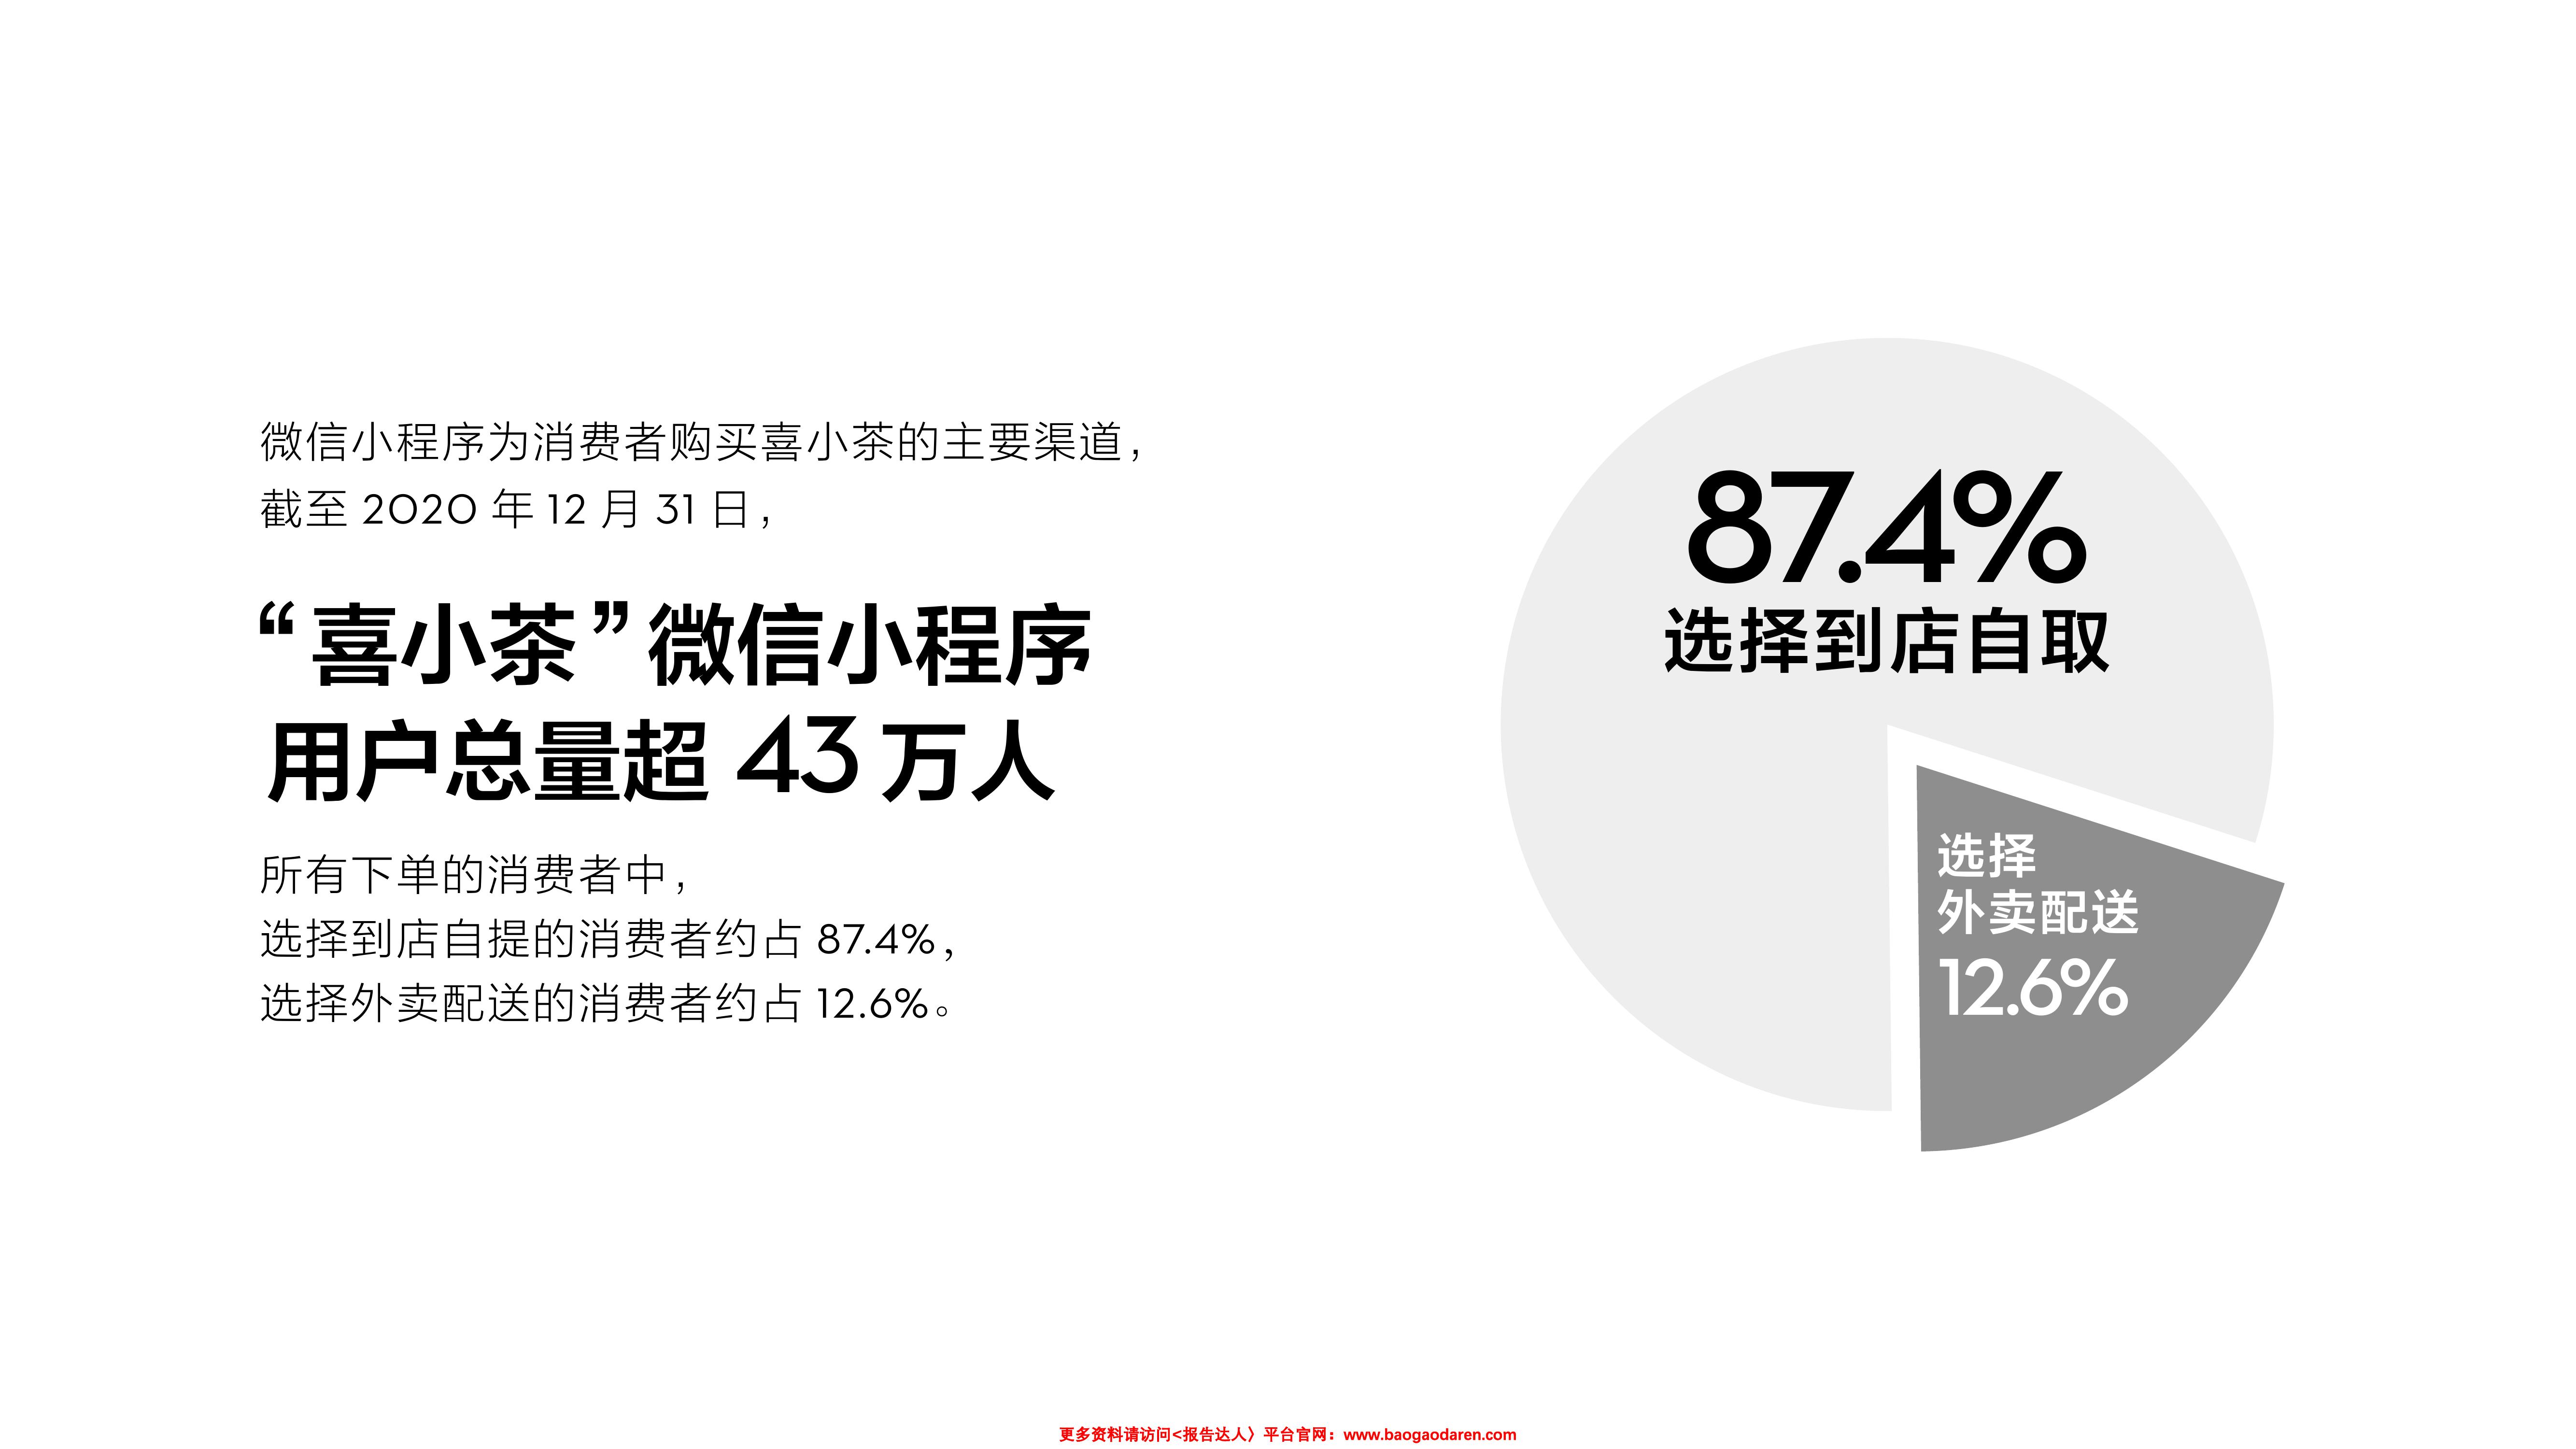 微信小程序为消费者购买喜小茶的主要渠道，
截至 2020 年 12 月 31 日，
“喜小茶”微信小程序
用户总量超 43 万人
所有下单的消费者中，
选择到店自提的消费者约占 87.4%，
选择外卖配送的消费者约占 12.6%。
87.4%
选择到店自取
选择
外卖配送
12.6%
更多资料请访问<报告达人〉平台官网：www.baogaodaren.com